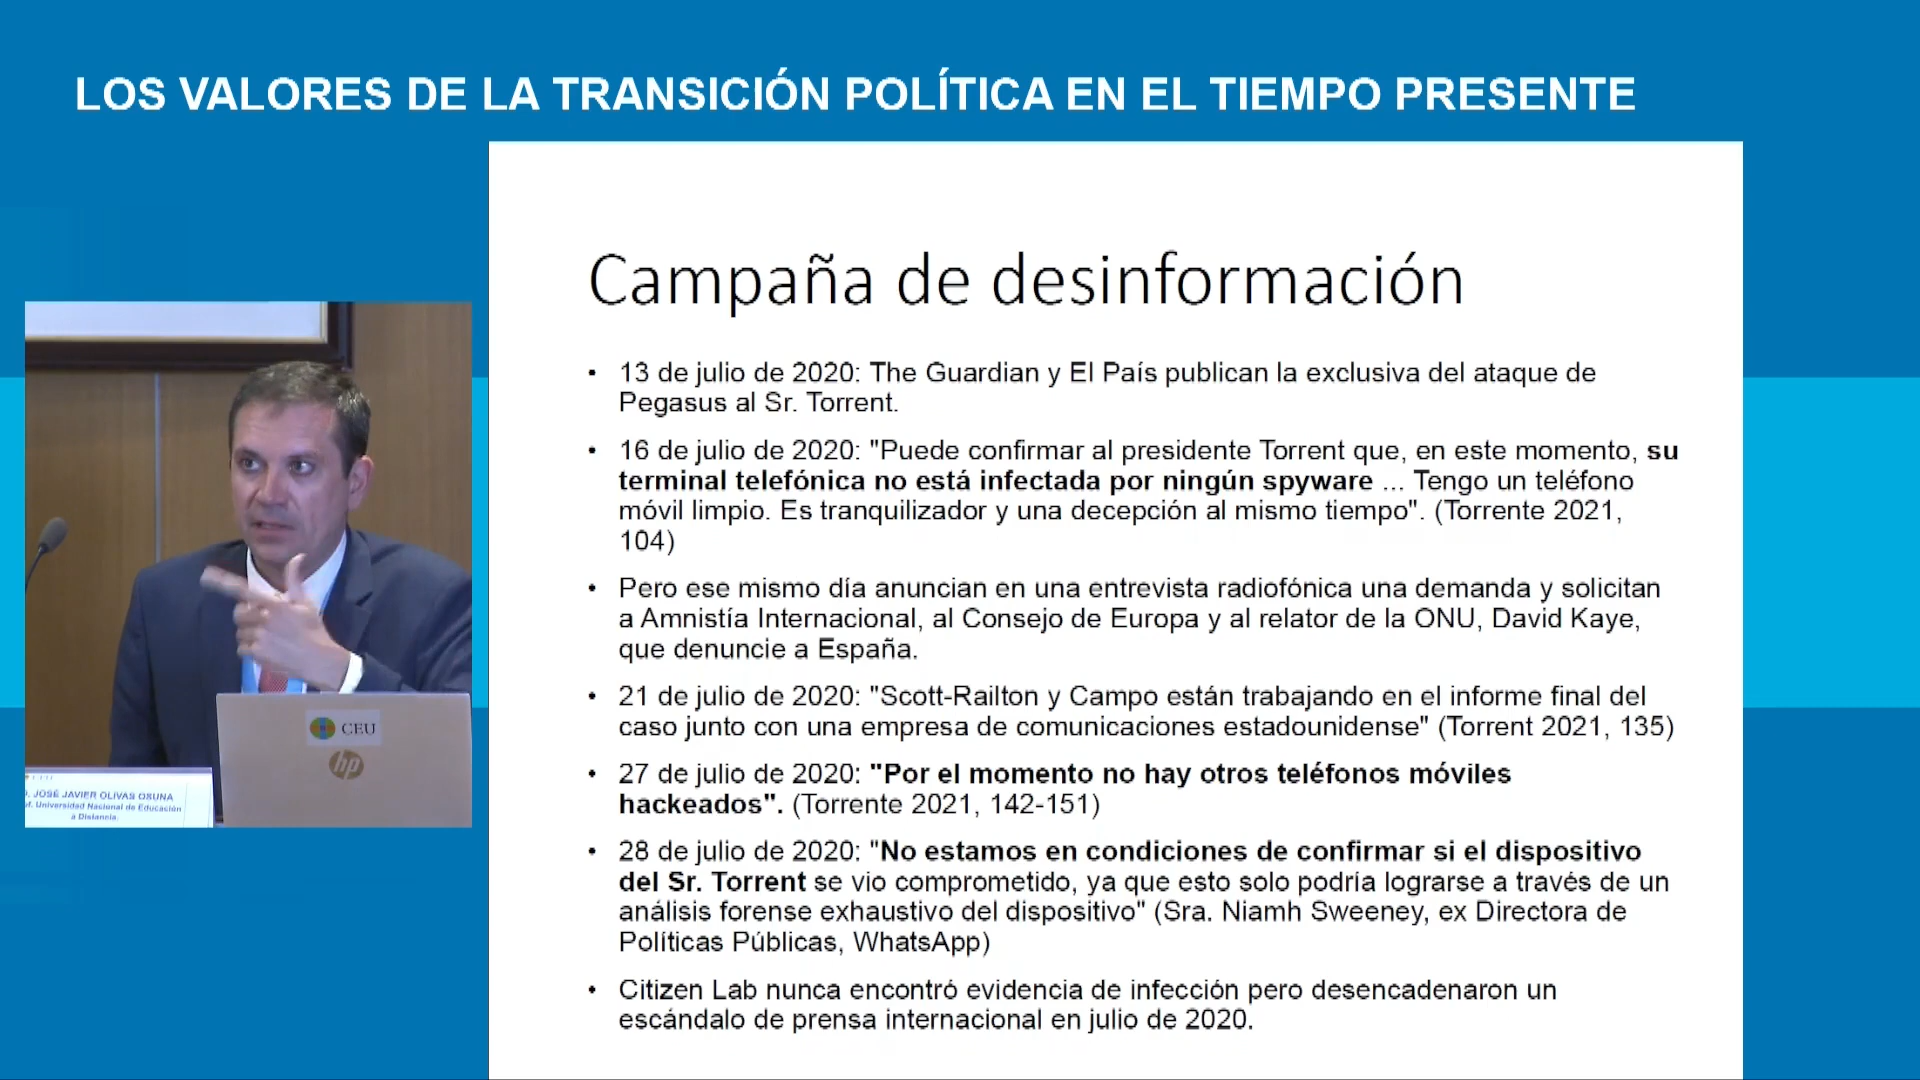 LOS VALORES DE LA TRANSICIÓN POLÍTICA EN EL TIEMPO PRESENTE
Campaña de desinformación
• 13 de julio de 2020: The Guardian y El País publican la exclusiva del ataque de
Pegasus al Sr. Torrent.
• 16 de julio de 2020: "Puede confirmar al presidente Torrent que, en este momento, su
terminal telefónica no está infectada por ningún spyware ... Tengo un teléfono
móvil limpio. Es tranquilizador y una decepción al mismo tiempo". (Torrente 2021,
104)
• Pero ese mismo día anuncian en una entrevista radiofónica una demanda y solicitan
a Amnistía Internacional, al Consejo de Europa y al relator de la ONU, David Kaye,
que denuncie a España.
• 21 de julio de 2020: "Scott-Railton y Campo están trabajando en el informe final del
caso junto con una empresa de comunicaciones estadounidense" (Torrent 2021, 135)
• 27 de julio de 2020: "Por el momento no hay otros teléfonos móviles
hackeados". (Torrente 2021, 142-151)
• 28 de julio de 2020: "No estamos en condiciones de confirmar si el dispositivo
del Sr. Torrent se vio comprometido, ya que esto solo podría lograrse a través de un
análisis forense exhaustivo del dispositivo" (Sra. Niamh Sweeney, ex Directora de
Políticas Públicas, WhatsApp)
• Citizen Lab nunca encontró evidencia de infección pero desencadenaron un
escándalo de prensa internacional en julio de 2020.
CEU
hp
JOSÉ JAVIER OLIVAS OSUNA
Universidad Nacional de Educación
a Distancia.